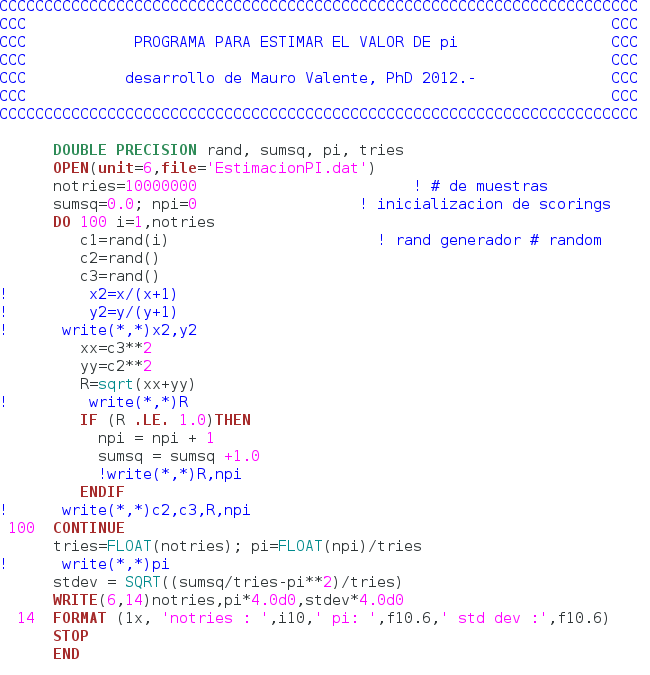 CCCCCCCCCCCCCCCCCCCCCCCCCCCCCCCCCCCCCCCCCCCCCCCCCCCCCCCCCCCCCCCCCCCCCCC
CCC                                                                 CCC
CCC            PROGRAMA PARA ESTIMAR EL VALOR DE pi                 CCC
CCC                                                                 CCC
CCC           desarrollo de Mauro Valente, PhD 2012.-               CCC
CCC                                                                 CCC
CCCCCCCCCCCCCCCCCCCCCCCCCCCCCCCCCCCCCCCCCCCCCCCCCCCCCCCCCCCCCCCCCCCCCCC
      DOUBLE PRECISION rand, sumsq, pi, tries
      OPEN(unit=6,file='EstimacionPI.dat')
      notries=10000000                        ! # de muestras
      sumsq=0.0; npi=0                  ! inicializacion de scorings
      DO 100 i=1,notries
         c1=rand(i)                       ! rand generador # random
         c2=rand()
         c3=rand()
!         x2=x/(x+1)
!         y2=y/(y+1)
!      write(*,*)x2,y2
         xx=c3**2
         yy=c2**2
         R=sqrt(xx+yy)
!         write(*,*)R
         IF (R .LE. 1.0)THEN
           npi = npi + 1
           sumsq = sumsq +1.0
           !write(*,*)R,npi
         ENDIF
!      write(*,*)c2,c3,R,npi
 100  CONTINUE
      tries=FLOAT(notries); pi=FLOAT(npi)/tries
!      write(*,*)pi
      stdev = SQRT((sumsq/tries-pi**2)/tries)
      WRITE(6,14)notries,pi*4.0d0,stdev*4.0d0
  14  FORMAT (1x, 'notries : ',i10,' pi: ',f10.6,' std dev :',f10.6)
      STOP
      END